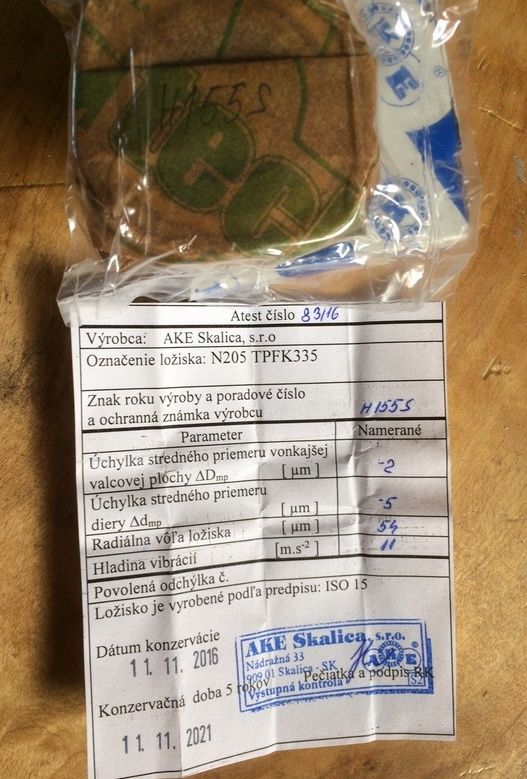 H155S
Atest číslo 83/16
Výrobca: AKE Skalica, s.r.o
Označenie ložiska: N205 TPFK335
Znak roku výroby a poradové číslo
a ochranná známka výrobcu H155S
Parameter Namerané
Úchylka stredného priemeru vonkajšej
valcovej plochy ΔDmp [ µm ] -2
Úchylka stredného priemeru
diery Δdmp [ µm ] -5
Radiálna vôľa ložiska [ µm ] 54
Hladina vibrácií [m.s-2 ] 11
Povolená odchýlka č.
Ložisko je vyrobené podľa predpisu: ISO 15
Dátum konzervácie
11. 11. 2016
AKE Skalica, s.r.o.
Nádražná 33
909 01 Skalica - SK
Výstupná kontrola
AKE
S2
Pečiatka a podpis RK
Konzervačná doba 5 rokov
11. 11. 2021